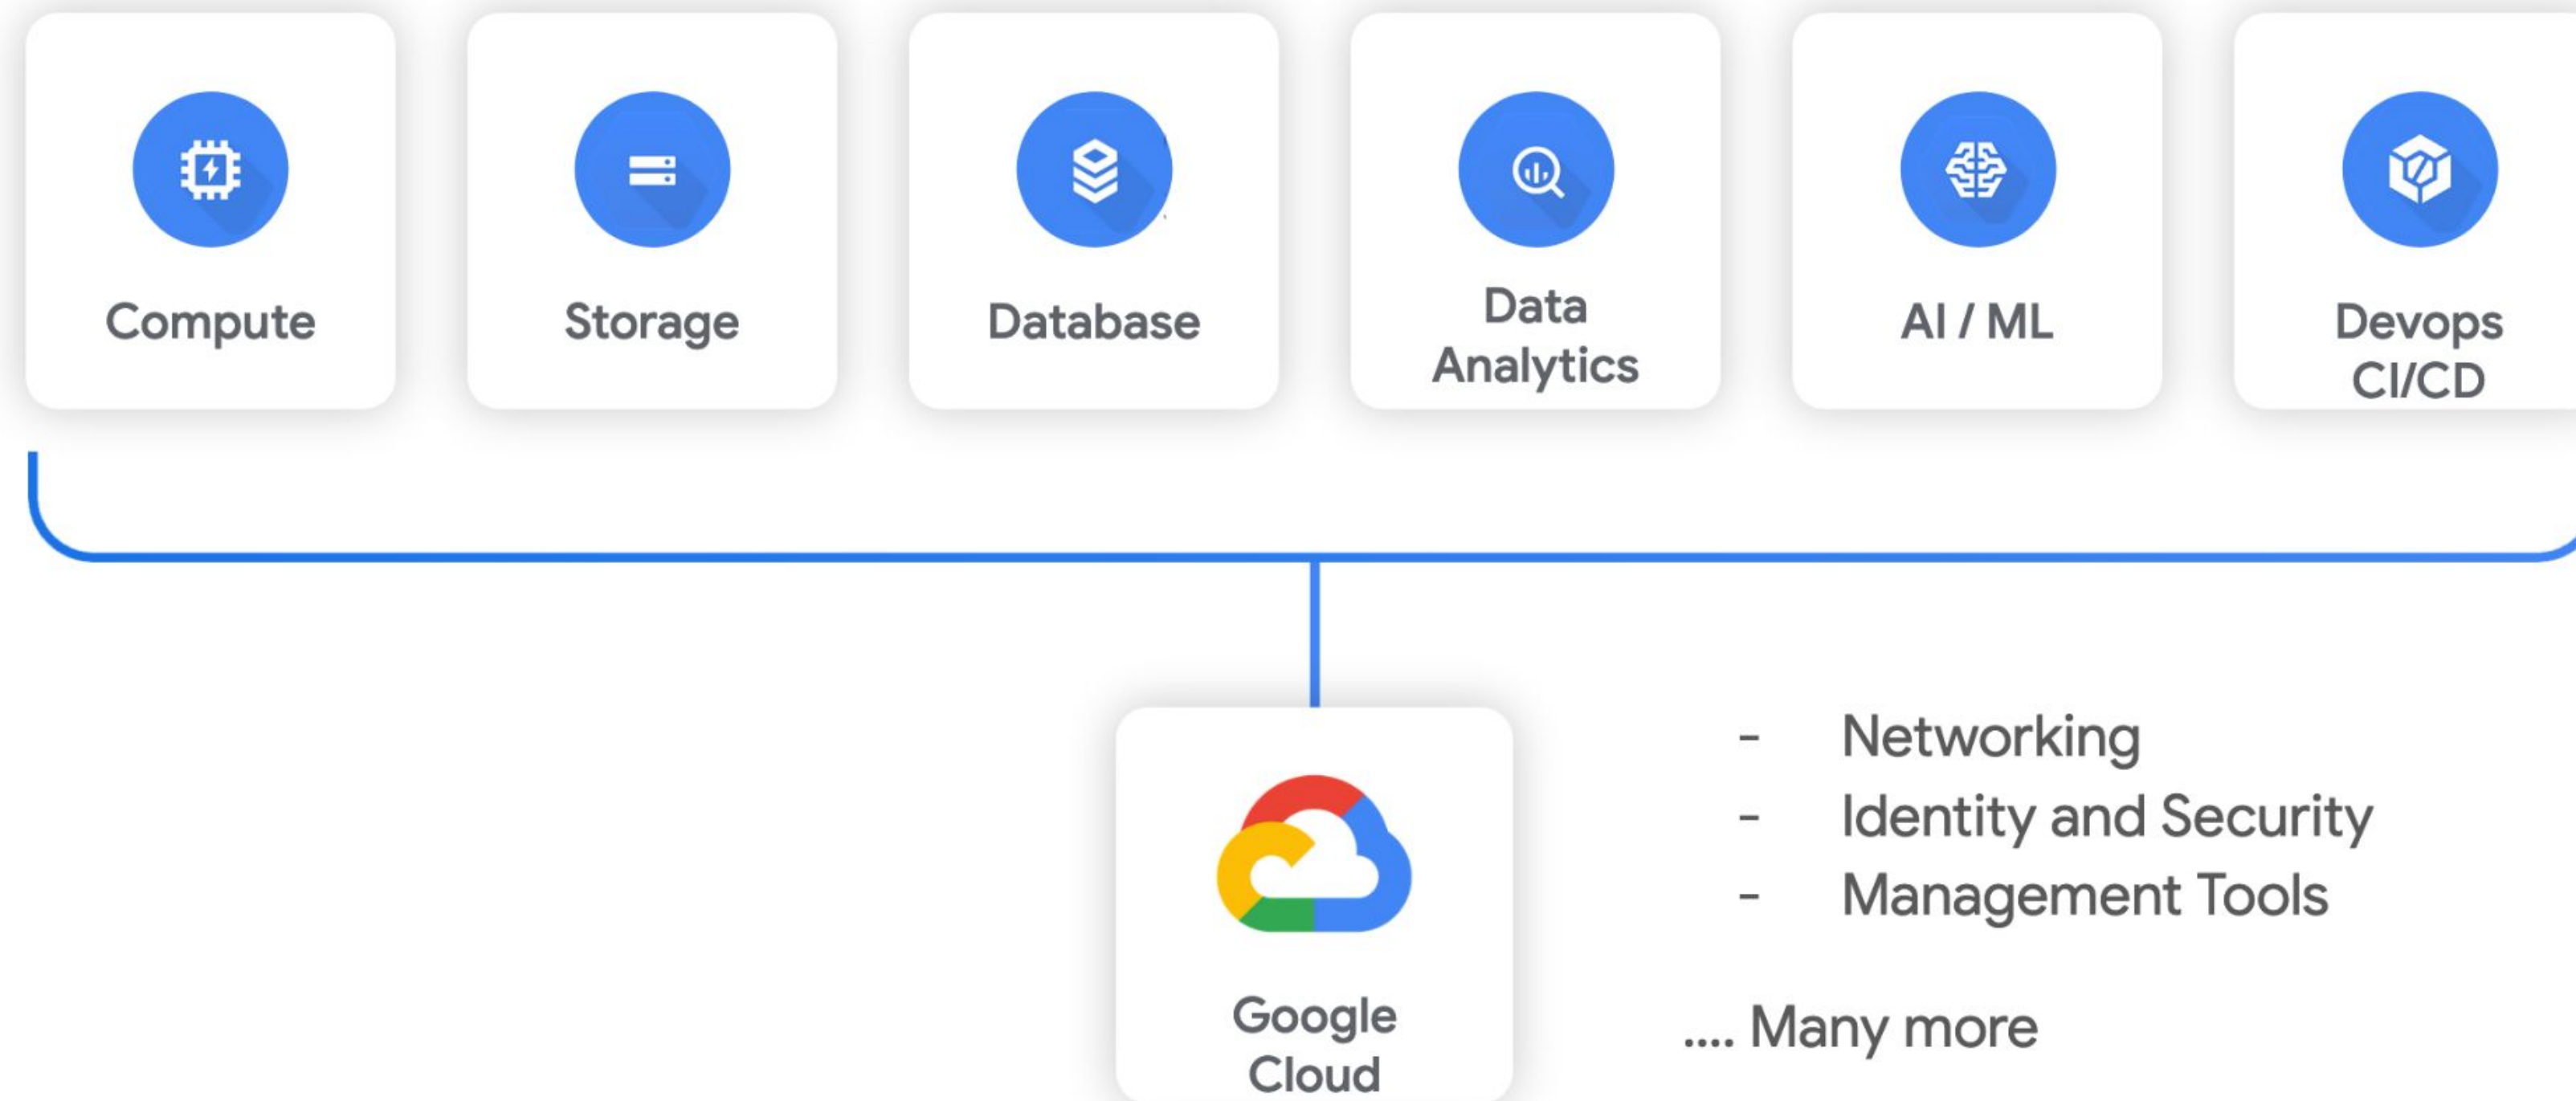 Compute
Storage
Database
Data
Analytics
AI / ML
Devops
CI/CD
- Networking
- Identity and Security
- Management Tools
.... Many more
Google
Cloud